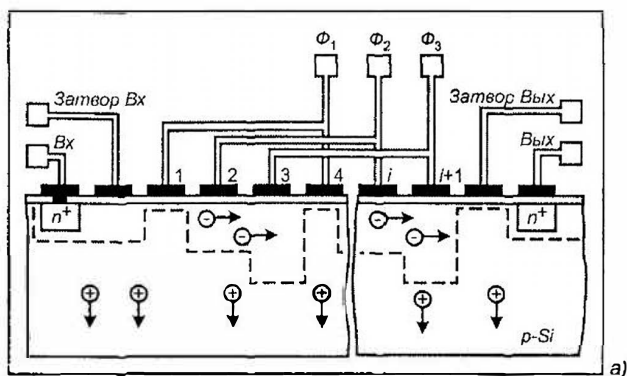 Φ₁ Φ₂ Φ₃
Затвор Вх
Затвор Вых
Вх
Вых
1 2 3 4 i i+1
n⁺ n⁺
p-Si
а)